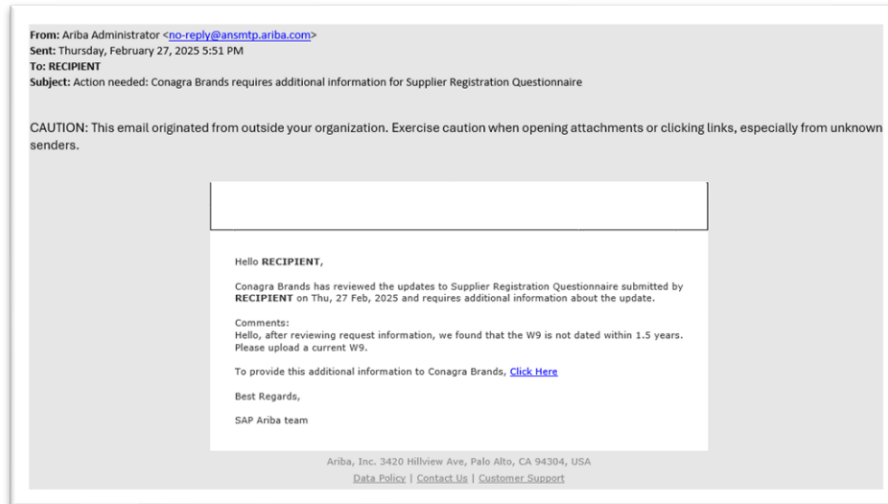 From: Ariba Administrator <no-reply@ansmtp.ariba.com>
Sent: Thursday, February 27, 2025 5:51 PM
To: RECIPIENT
Subject: Action needed: Conagra Brands requires additional information for Supplier Registration Questionnaire
CAUTION: This email originated from outside your organization. Exercise caution when opening attachments or clicking links, especially from unknown
senders.
Hello RECIPIENT,
Conagra Brands has reviewed the updates to Supplier Registration Questionnaire submitted by
RECIPIENT on Thu, 27 Feb, 2025 and requires additional information about the update.
Comments:
Hello, after reviewing request information, we found that the W9 is not dated within 1.5 years.
Please upload a current W9.
To provide this additional information to Conagra Brands, Click Here
Best Regards,
SAP Ariba team
Ariba, Inc. 3420 Hillview Ave, Palo Alto, CA 94304, USA
Data Policy | Contact Us | Customer Support